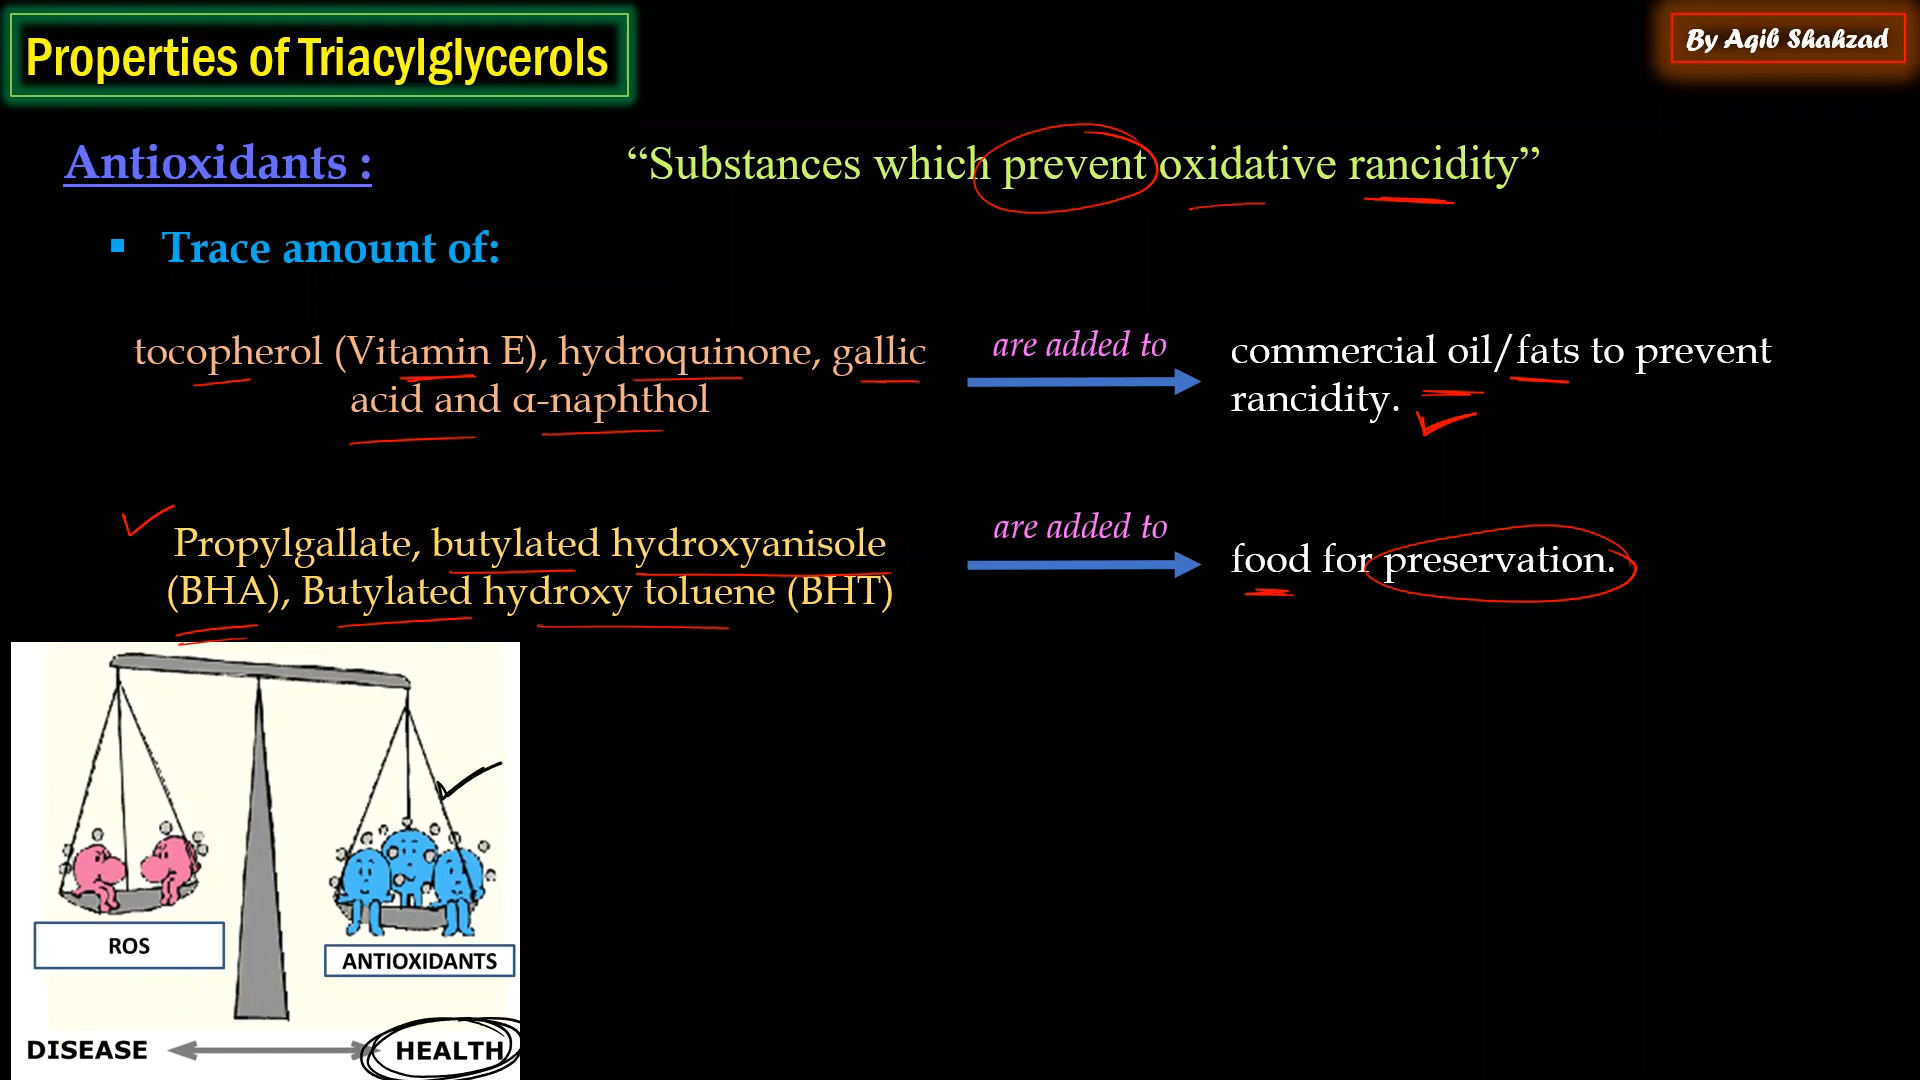 Properties of Triacylglycerols
By Aqib Shahzad
Antioxidants :
“Substances which prevent oxidative rancidity”
▪ Trace amount of:
tocopherol (Vitamin E), hydroquinone, gallic
acid and α-naphthol
are added to
commercial oil/fats to prevent
rancidity.
Propylgallate, butylated hydroxyanisole
(BHA), Butylated hydroxy toluene (BHT)
are added to
food for preservation.
ROS
ANTIOXIDANTS
DISEASE
HEALTH